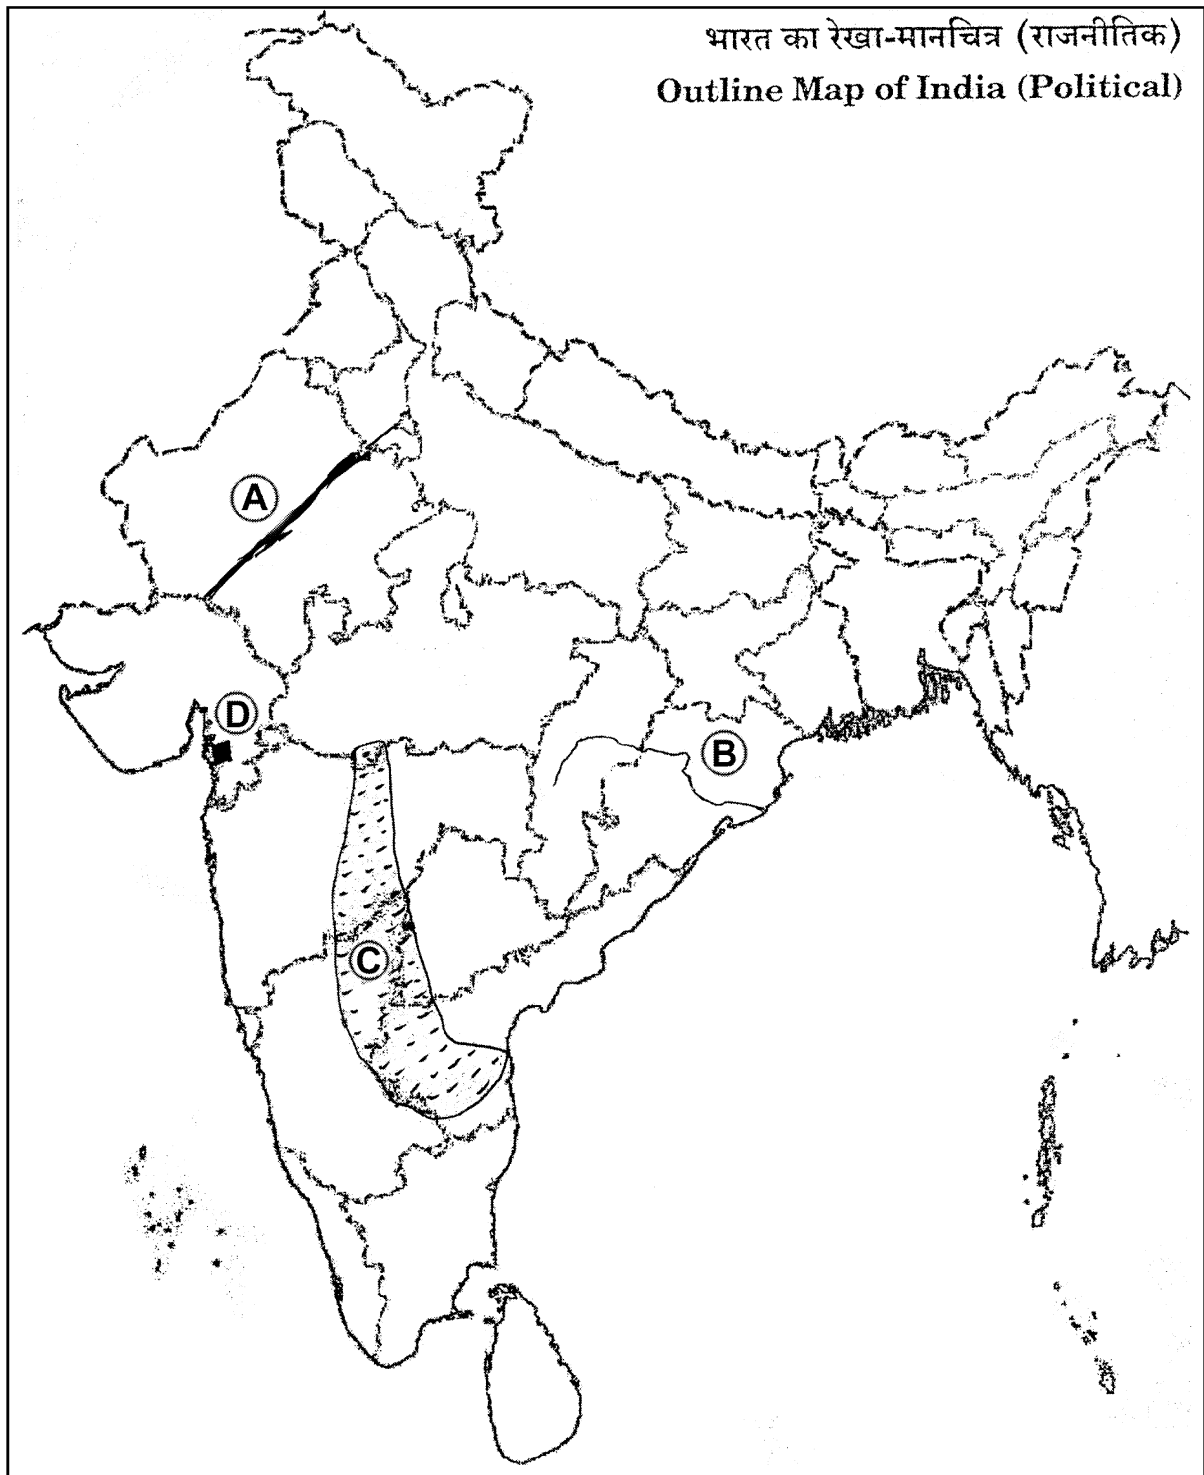 भारत का रेखा-मानचित्र (राजनीतिक)
Outline Map of India (Political)
A
D
B
C